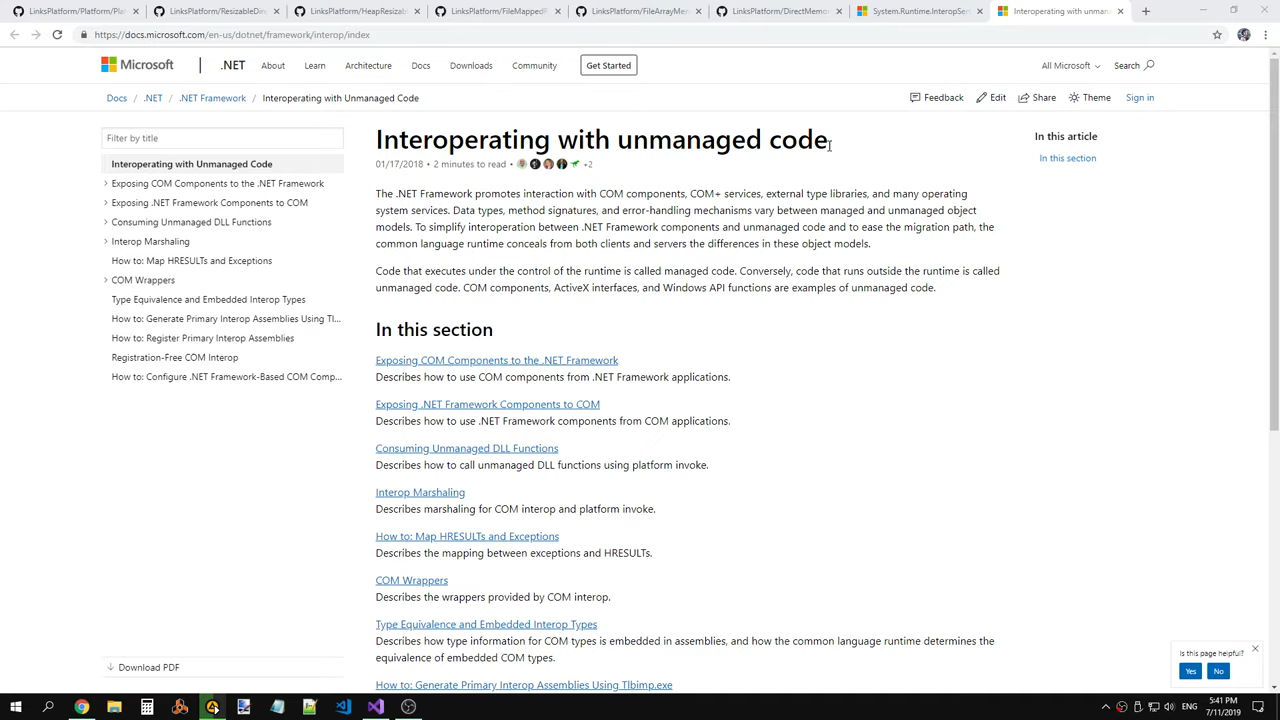 LinksPlatform/Platform/Plat
LinksPlatform/ResizableDire
LinksPlatform/HeapResizabl
LinksPlatform/FileMappedR
LinksPlatform/FileArrayMem
LinksPlatform/DirectMemor
System.Runtime.InteropServ
Interoperating with unmana
https://docs.microsoft.com/en-us/dotnet/framework/interop/index
Microsoft
.NET
About
Learn
Architecture
Docs
Downloads
Community
Get Started
All Microsoft
Search
Docs / .NET / .NET Framework / Interoperating with Unmanaged Code
Feedback
Edit
Share
Theme
Sign in
Filter by title
Interoperating with Unmanaged Code
Exposing COM Components to the .NET Framework
Exposing .NET Framework Components to COM
Consuming Unmanaged DLL Functions
Interop Marshaling
How to: Map HRESULTs and Exceptions
COM Wrappers
Type Equivalence and Embedded Interop Types
How to: Generate Primary Interop Assemblies Using Tl...
How to: Register Primary Interop Assemblies
Registration-Free COM Interop
How to: Configure .NET Framework-Based COM Comp...
Download PDF
Interoperating with unmanaged code
01/17/2018 • 2 minutes to read • +2
The .NET Framework promotes interaction with COM components, COM+ services, external type libraries, and many operating
system services. Data types, method signatures, and error-handling mechanisms vary between managed and unmanaged object
models. To simplify interoperation between .NET Framework components and unmanaged code and to ease the migration path, the
common language runtime conceals from both clients and servers the differences in these object models.
Code that executes under the control of the runtime is called managed code. Conversely, code that runs outside the runtime is called
unmanaged code. COM components, ActiveX interfaces, and Windows API functions are examples of unmanaged code.
In this section
Exposing COM Components to the .NET Framework
Describes how to use COM components from .NET Framework applications.
Exposing .NET Framework Components to COM
Describes how to use .NET Framework components from COM applications.
Consuming Unmanaged DLL Functions
Describes how to call unmanaged DLL functions using platform invoke.
Interop Marshaling
Describes marshaling for COM interop and platform invoke.
How to: Map HRESULTs and Exceptions
Describes the mapping between exceptions and HRESULTs.
COM Wrappers
Describes the wrappers provided by COM interop.
Type Equivalence and Embedded Interop Types
Describes how type information for COM types is embedded in assemblies, and how the common language runtime determines the
equivalence of embedded COM types.
How to: Generate Primary Interop Assemblies Using Tlbimp.exe
In this article
In this section
Is this page helpful?
Yes
No
ENG
5:41 PM
7/11/2019